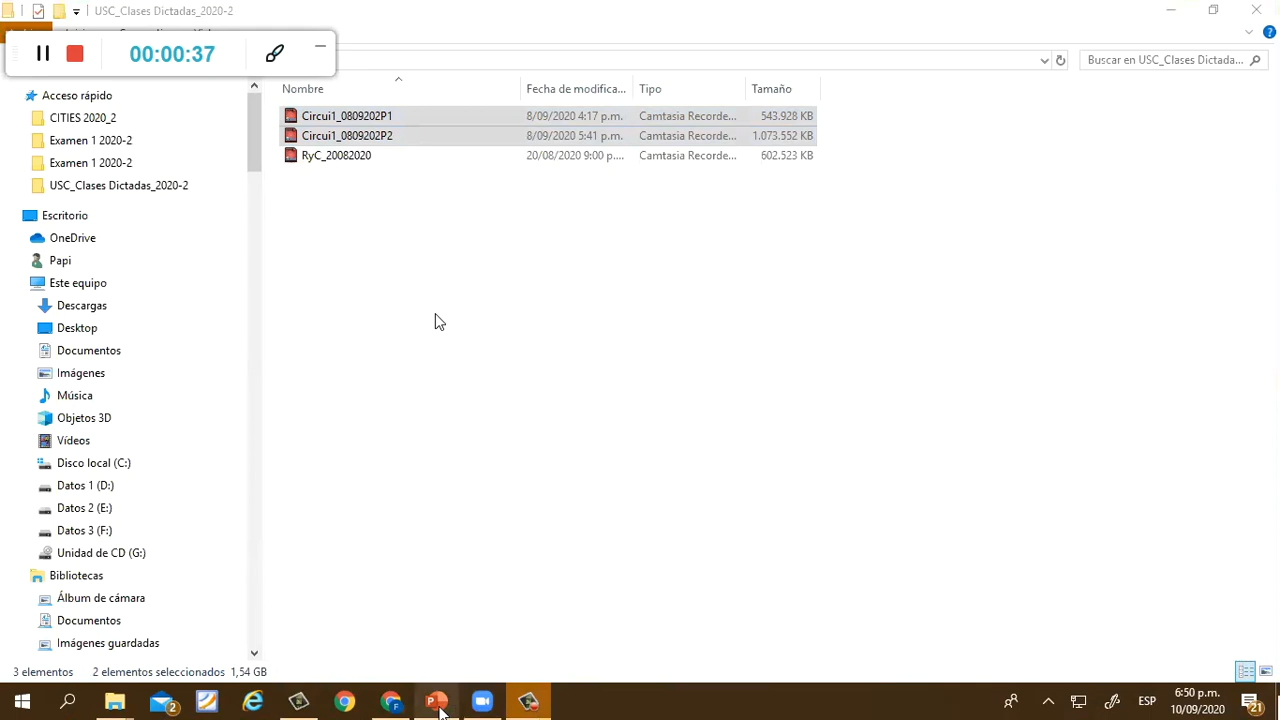 USC_Clases Dictadas_2020-2
00:00:37
Buscar en USC_Clases Dictada...
Nombre
Fecha de modifica...
Tipo
Tamaño
Circui1_0809202P1
8/09/2020 4:17 p.m.
Camtasia Recorde...
543.928 KB
Circui1_0809202P2
8/09/2020 5:41 p.m.
Camtasia Recorde...
1.073.552 KB
RyC_20082020
20/08/2020 9:00 p....
Camtasia Recorde...
602.523 KB
Acceso rápido
CITIES 2020_2
Examen 1 2020-2
Examen 1 2020-2
USC_Clases Dictadas_2020-2
Escritorio
OneDrive
Papi
Este equipo
Descargas
Desktop
Documentos
Imágenes
Música
Objetos 3D
Vídeos
Disco local (C:)
Datos 1 (D:)
Datos 2 (E:)
Datos 3 (F:)
Unidad de CD (G:)
Bibliotecas
Álbum de cámara
Documentos
Imágenes guardadas
3 elementos
2 elementos seleccionados 1,54 GB
2
ESP
6:50 p.m.
10/09/2020
21